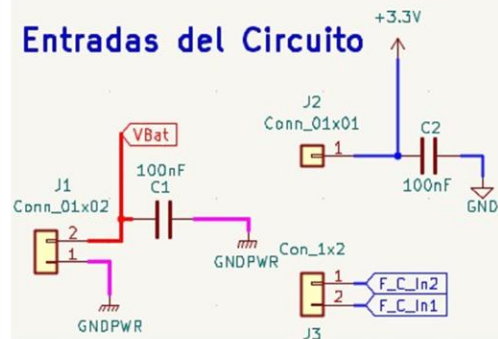 Entradas del Circuito
+3.3V
J2
Conn_01x01
1
C2
100nF
GND
VBat
100nF
C1
J1
Conn_01x02
2
1
GNDPWR
GNDPWR
Con_1x2
1
F_C_In2
2
F_C_In1
J3